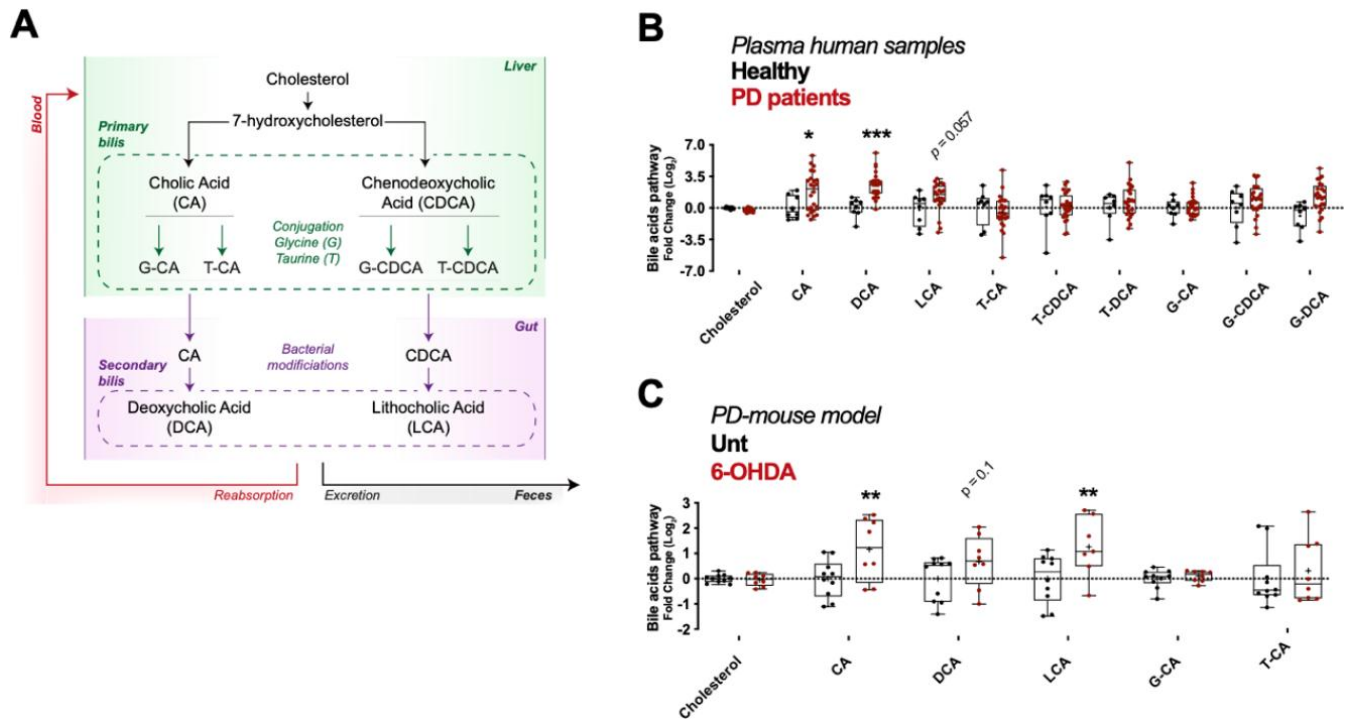 A
Liver
Cholesterol
7-hydroxycholesterol
Blood
Primary
bilis
Cholic Acid
(CA)
Chenodeoxycholic
Acid (CDCA)
Conjugation
Glycine (G)
Taurine (T)
G-CA
T-CA
G-CDCA
T-CDCA
Gut
CA
Bacterial
modificiations
CDCA
Secondary
bilis
Deoxycholic Acid
(DCA)
Lithocholic Acid
(LCA)
Reabsorption
Excretion
Feces
B
Plasma human samples
Healthy
PD patients
Bile acids pathway
Fold Change (Log2)
7.0
3.5
0.0
-3.5
-7.0
*
***
p = 0.057
Cholesterol
CA
DCA
LCA
T-CA
T-CDCA
T-DCA
G-CA
G-CDCA
G-DCA
C
PD-mouse model
Unt
6-OHDA
Bile acids pathway
Fold Change (Log2)
3
2
1
0
-1
-2
**
p = 0.1
**
Cholesterol
CA
DCA
LCA
G-CA
T-CA